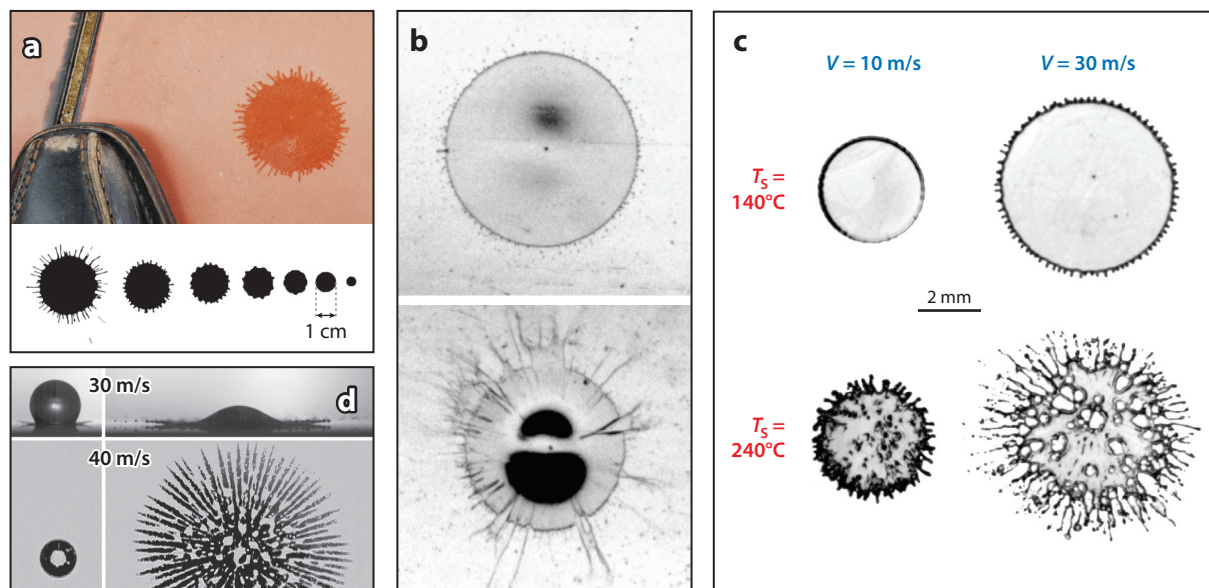 a
1 cm
b
c
V = 10 m/s
V = 30 m/s
T_S =
140°C
2 mm
T_S =
240°C
30 m/s
d
40 m/s